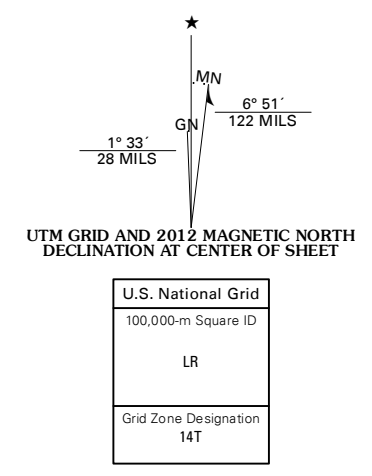 ★
MN
GN
6° 51´
122 MILS
1° 33´
28 MILS
UTM GRID AND 2012 MAGNETIC NORTH
DECLINATION AT CENTER OF SHEET
U.S. National Grid
100,000-m Square ID
LR
Grid Zone Designation
14T